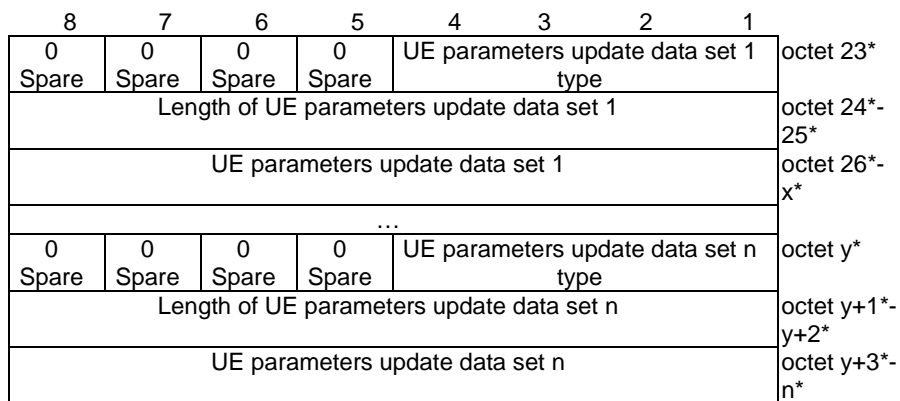 8 7 6 5 4 3 2 1
0 0 0 0 UE parameters update data set 1 octet 23*
Spare Spare Spare Spare type
Length of UE parameters update data set 1 octet 24*-
25*
UE parameters update data set 1 octet 26*-
x*
…
0 0 0 0 UE parameters update data set n octet y*
Spare Spare Spare Spare type
Length of UE parameters update data set n octet y+1*-
y+2*
UE parameters update data set n octet y+3*-
n*